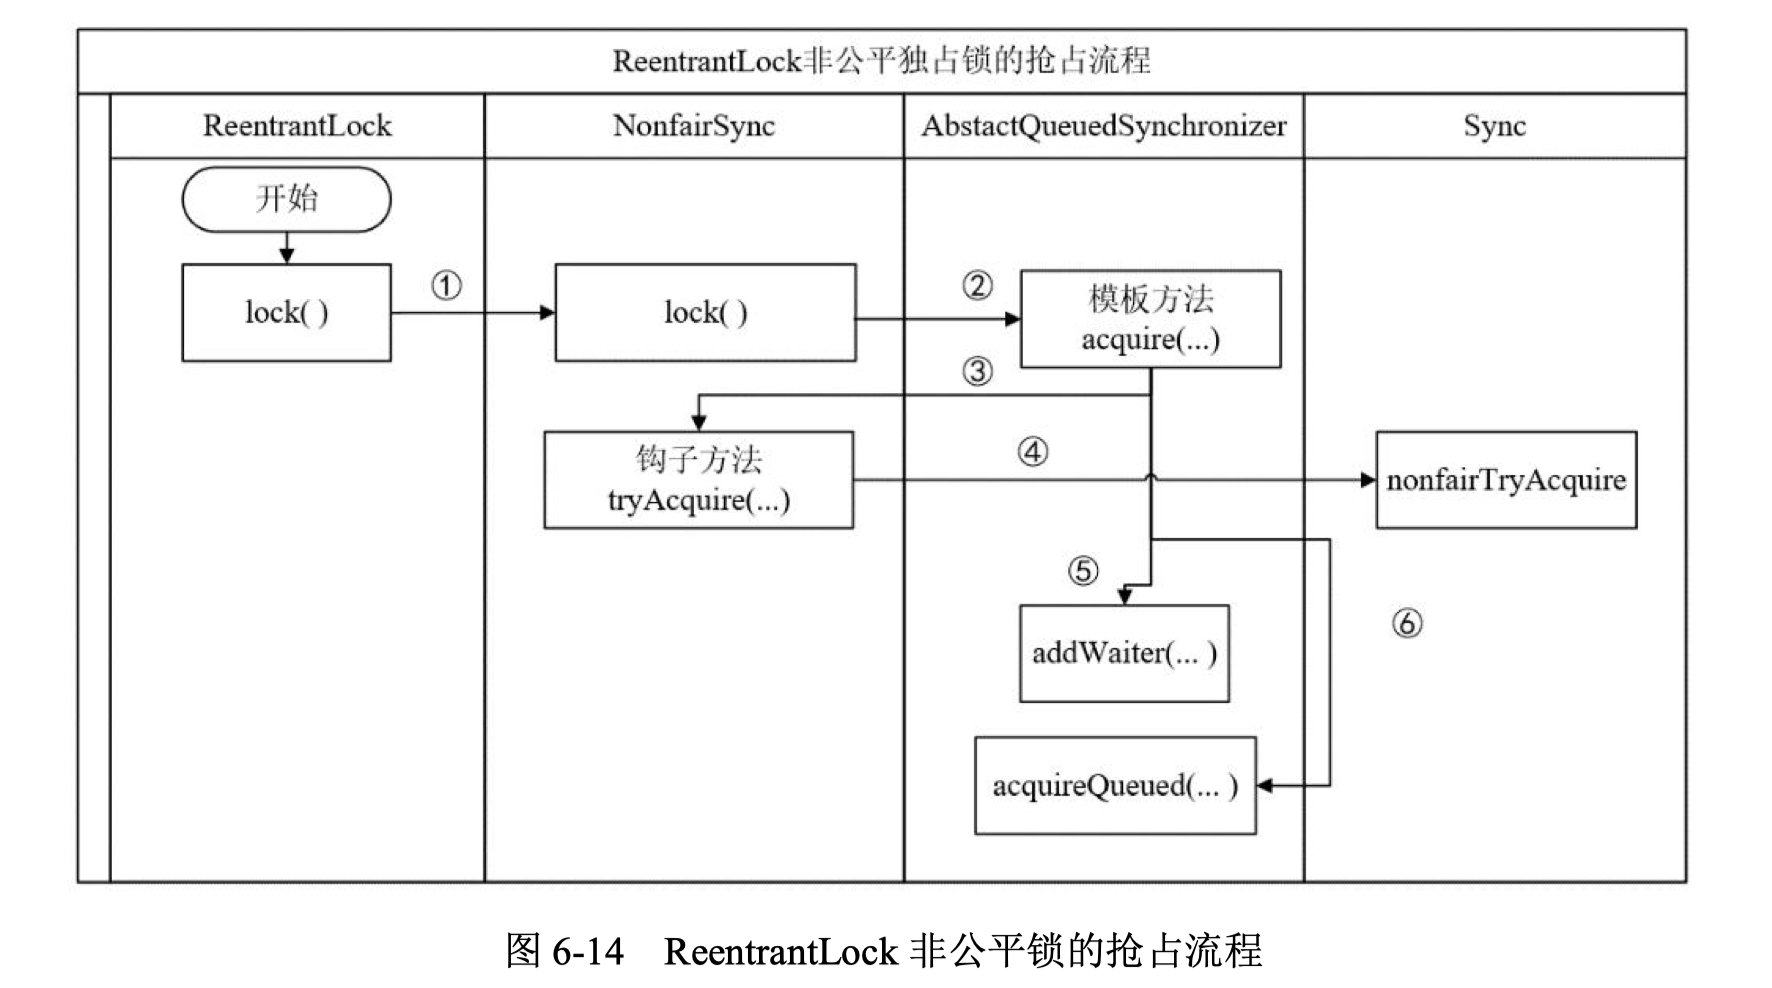 ReentrantLock非公平独占锁的抢占流程
ReentrantLock
NonfairSync
AbstactQueuedSynchronizer
Sync
开始
lock( )
①
lock( )
②
模板方法
acquire(...)
③
钩子方法
tryAcquire(...)
④
nonfairTryAcquire
⑤
addWaiter(... )
⑥
acquireQueued(... )
图 6-14 ReentrantLock 非公平锁的抢占流程